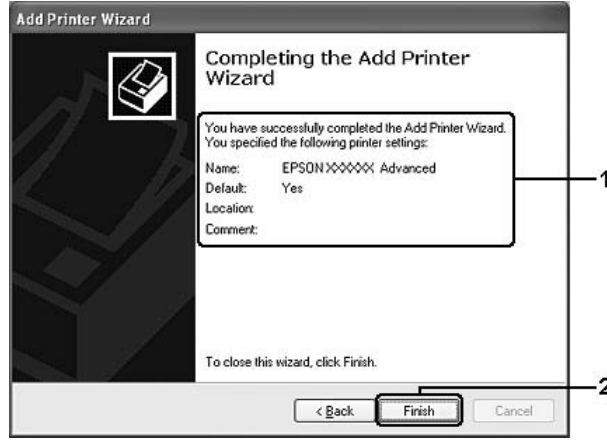 Add Printer Wizard
Completing the Add Printer
Wizard
You have successfully completed the Add Printer Wizard.
You specified the following printer settings:
Name: EPSON XXXXXX Advanced
Default: Yes
Location:
Comment:
1
To close this wizard, click Finish.
2
< Back Finish Cancel